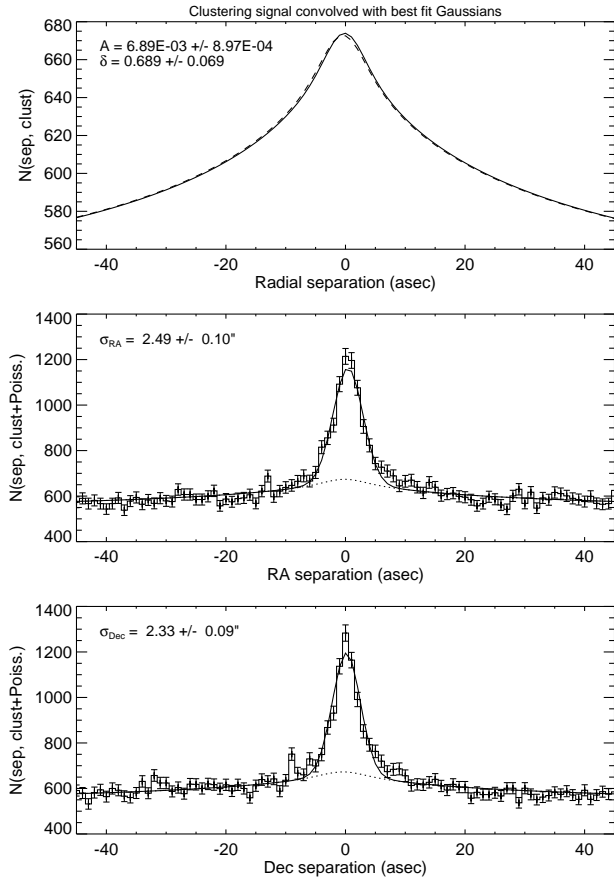 Clustering signal convolved with best fit Gaussians
A = 6.89E-03 +/- 8.97E-04
δ = 0.689 +/- 0.069
N(sep, clust)
680
660
640
620
600
580
560
-40 -20 0 20 40
Radial separation (asec)
σRA = 2.49 +/- 0.10"
N(sep, clust+Poiss.)
1400
1200
1000
800
600
400
-40 -20 0 20 40
RA separation (asec)
σDec = 2.33 +/- 0.09"
N(sep, clust+Poiss.)
1400
1200
1000
800
600
400
-40 -20 0 20 40
Dec separation (asec)